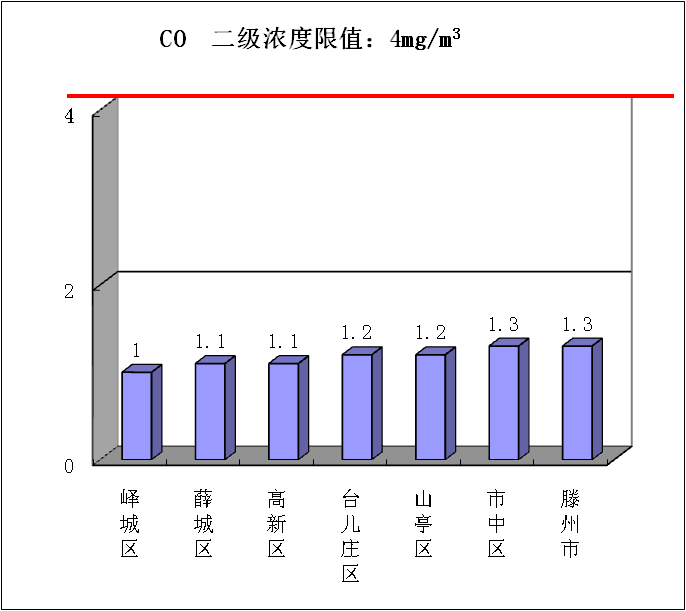 CO 二级浓度限值：4mg/m³
4
2
0
1
1.1
1.1
1.2
1.2
1.3
1.3
峄城区
薛城区
高新区
台儿庄区
山亭区
市中区
滕州市